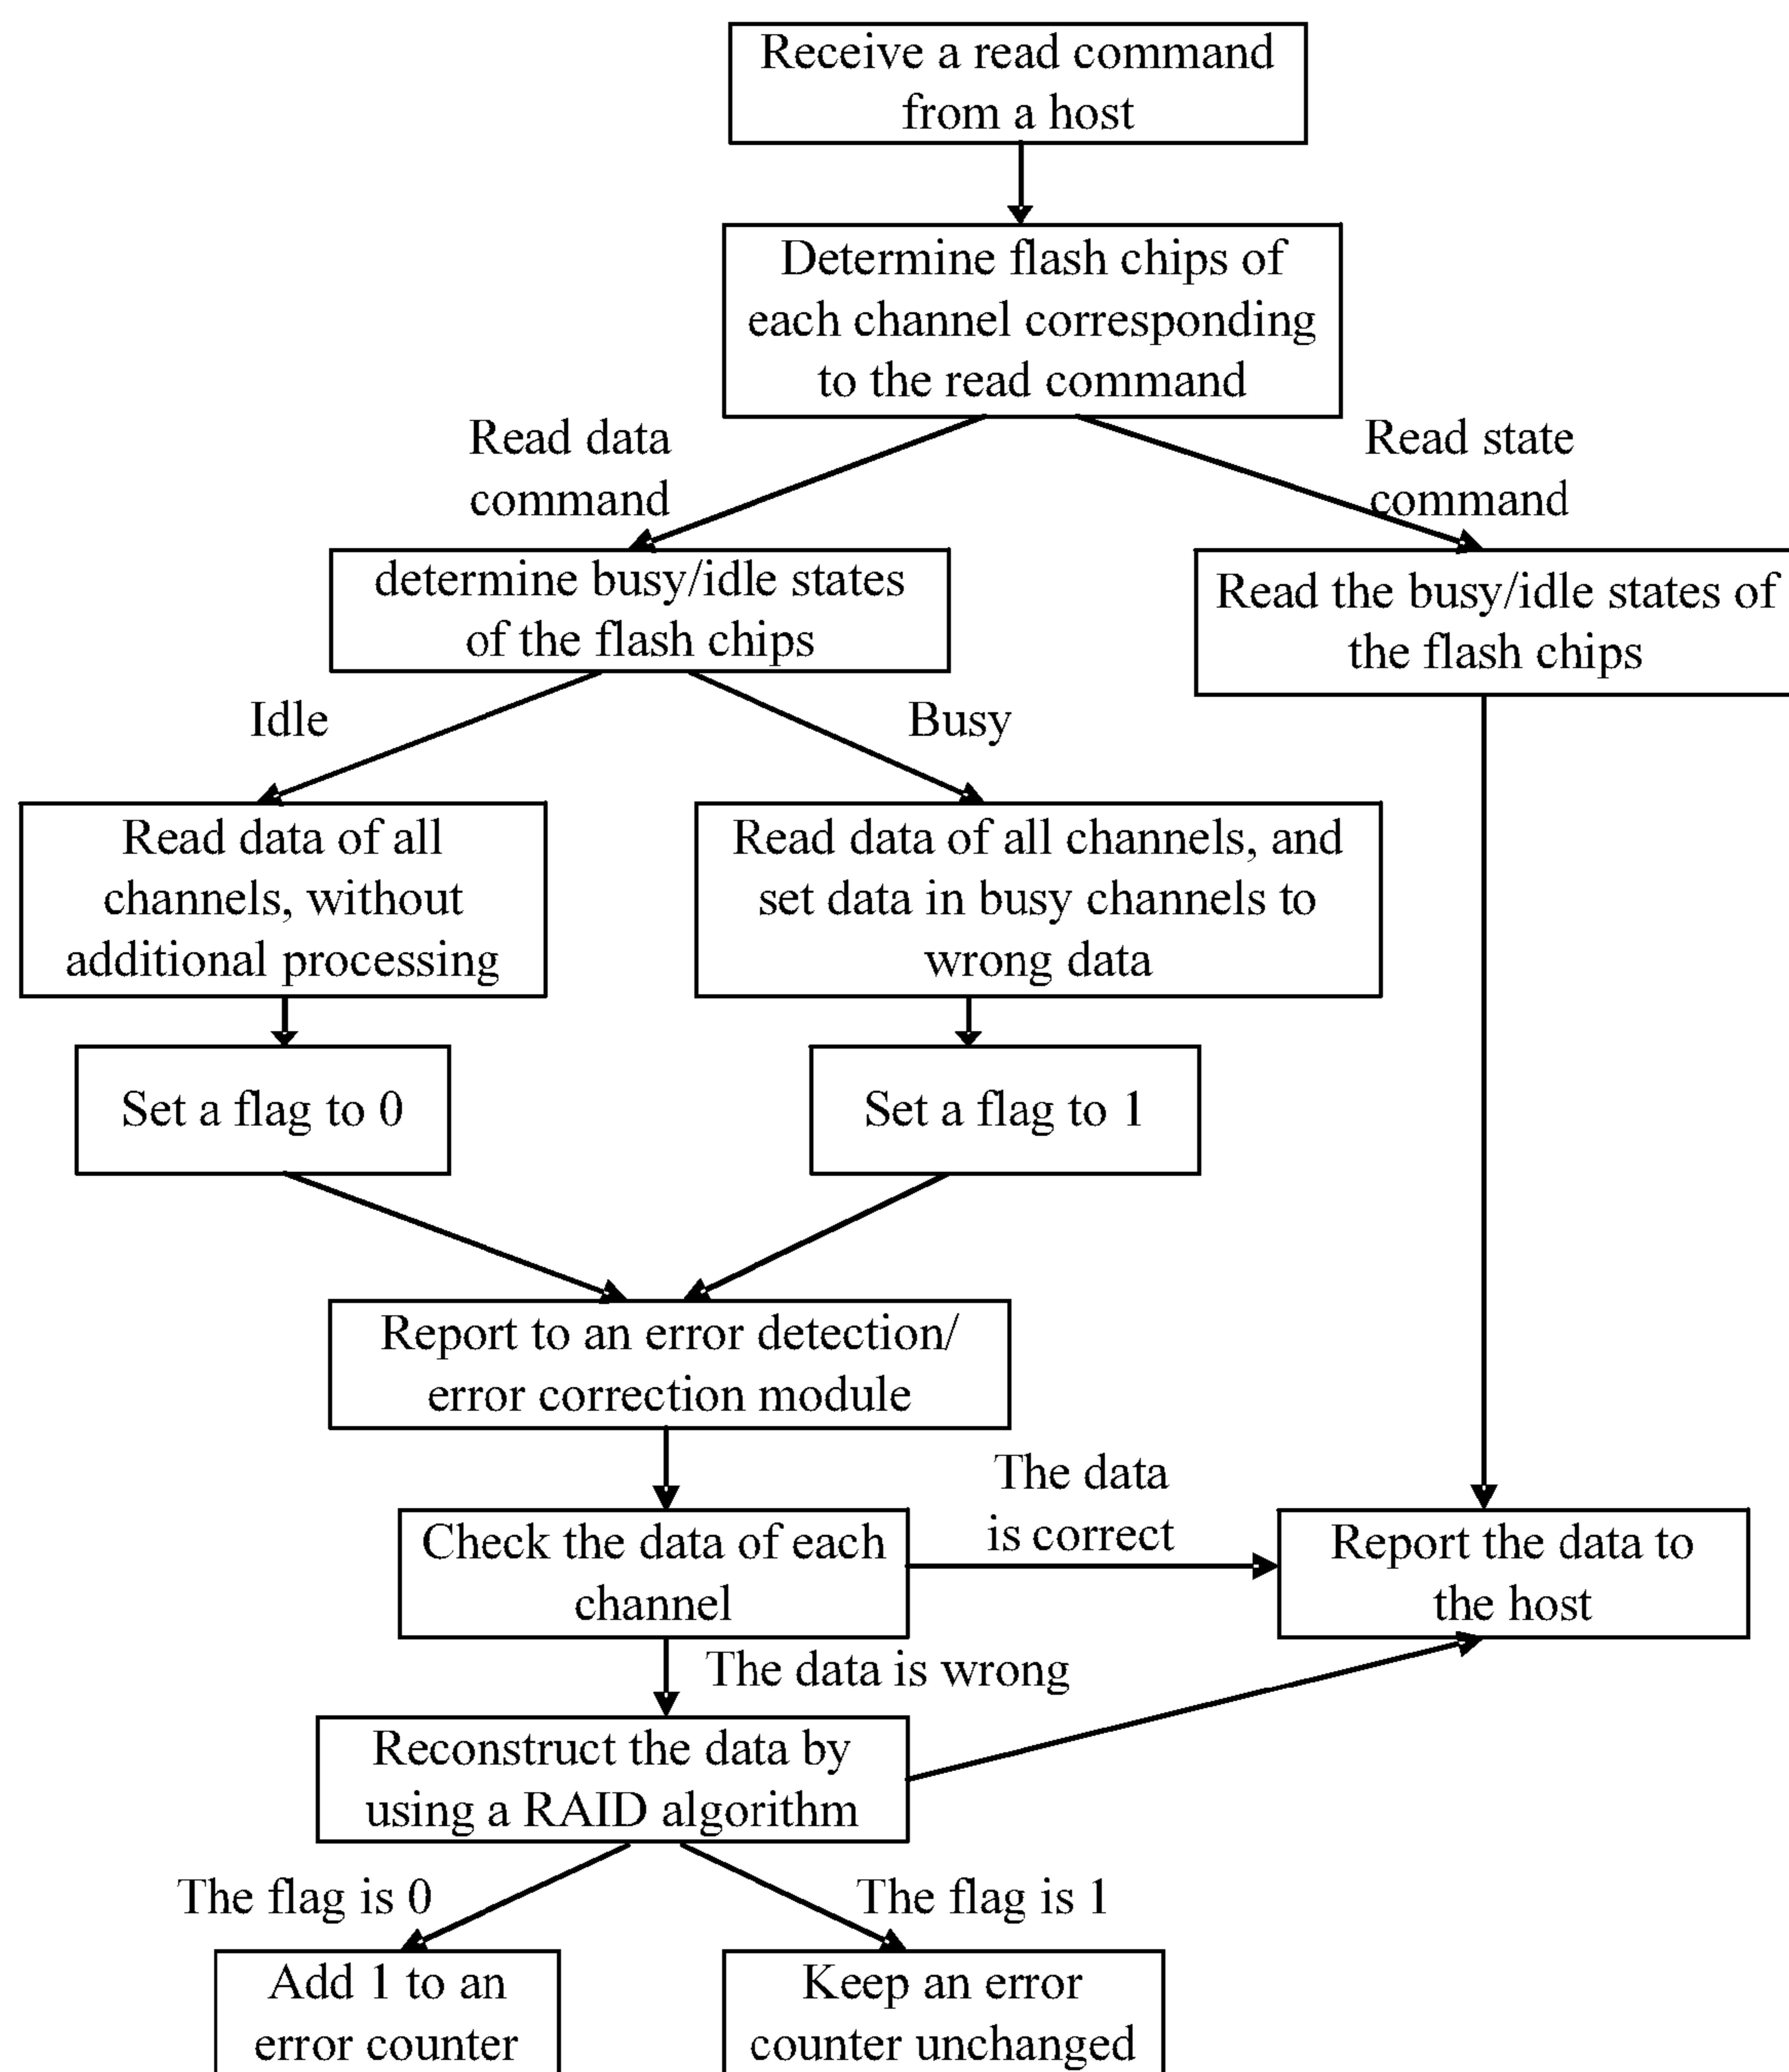 Receive a read command
from a host
Determine flash chips of
each channel corresponding
to the read command
Read data
command
Read state
command
determine busy/idle states
of the flash chips
Read the busy/idle states of
the flash chips
Idle
Busy
Read data of all
channels, without
additional processing
Read data of all channels, and
set data in busy channels to
wrong data
Set a flag to 0
Set a flag to 1
Report to an error detection/
error correction module
Check the data of each
channel
The data
is correct
Report the data to
the host
The data is wrong
Reconstruct the data by
using a RAID algorithm
The flag is 0
The flag is 1
Add 1 to an
error counter
Keep an error
counter unchanged